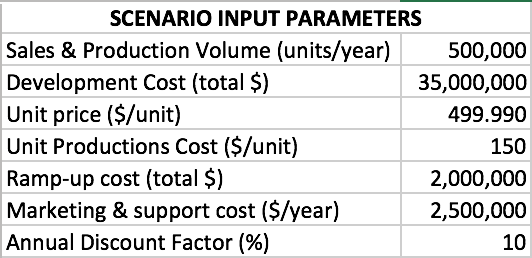 SCENARIO INPUT PARAMETERS
Sales & Production Volume (units/year) 500,000
Development Cost (total $) 35,000,000
Unit price ($/unit) 499.990
Unit Productions Cost ($/unit) 150
Ramp-up cost (total $) 2,000,000
Marketing & support cost ($/year) 2,500,000
Annual Discount Factor (%) 10